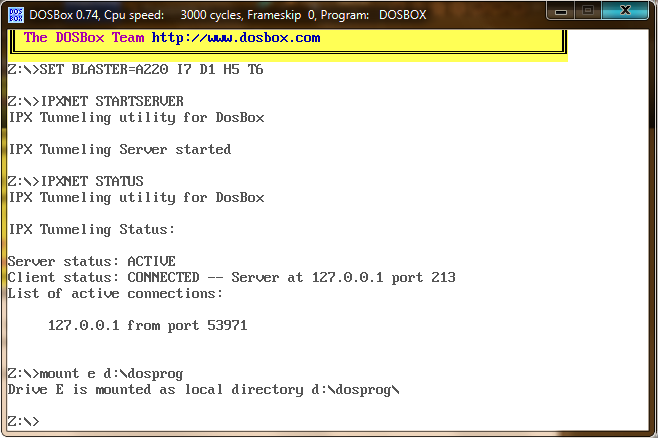 DOSBox 0.74, Cpu speed: 3000 cycles, Frameskip 0, Program: DOSBOX
The DOSBox Team http://www.dosbox.com
Z:\>SET BLASTER=A220 I7 D1 H5 T6
Z:\>IPXNET STARTSERVER
IPX Tunneling utility for DosBox
IPX Tunneling Server started
Z:\>IPXNET STATUS
IPX Tunneling utility for DosBox
IPX Tunneling Status:
Server status: ACTIVE
Client status: CONNECTED -- Server at 127.0.0.1 port 213
List of active connections:
127.0.0.1 from port 53971
Z:\>mount e d:\dosprog
Drive E is mounted as local directory d:\dosprog\
Z:\>